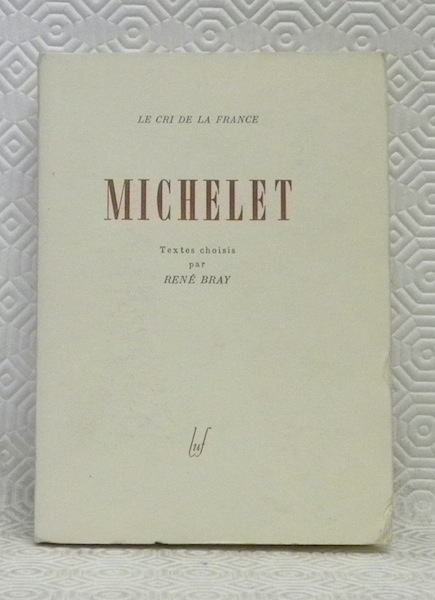 LE CRI DE LA FRANCE
MICHELET
Textes choisis
par
RENÉ BRAY
luf